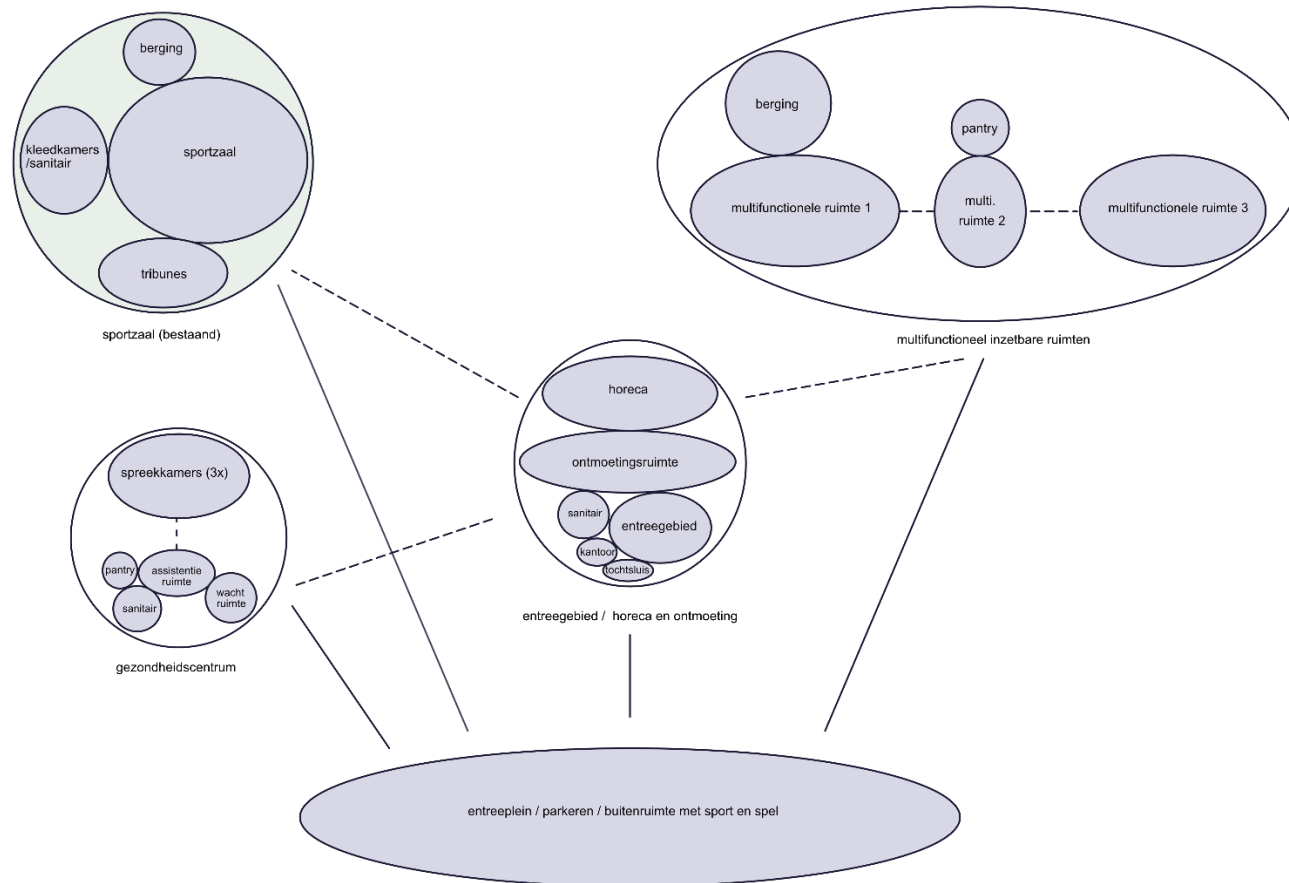 berging
kleedkamers
/sanitair
sportzaal
tribunes
sportzaal (bestaand)
berging
pantry
multifunctionele ruimte 1
multi.
ruimte 2
multifunctionele ruimte 3
multifunctioneel inzetbare ruimten
horeca
ontmoetingsruimte
sanitair
entreegebied
kantoor
tochtsluis
entreegebied / horeca en ontmoeting
spreekkamers (3x)
pantry
assistentie
ruimte
sanitair
wacht
ruimte
gezondheidscentrum
entreeplein / parkeren / buitenruimte met sport en spel